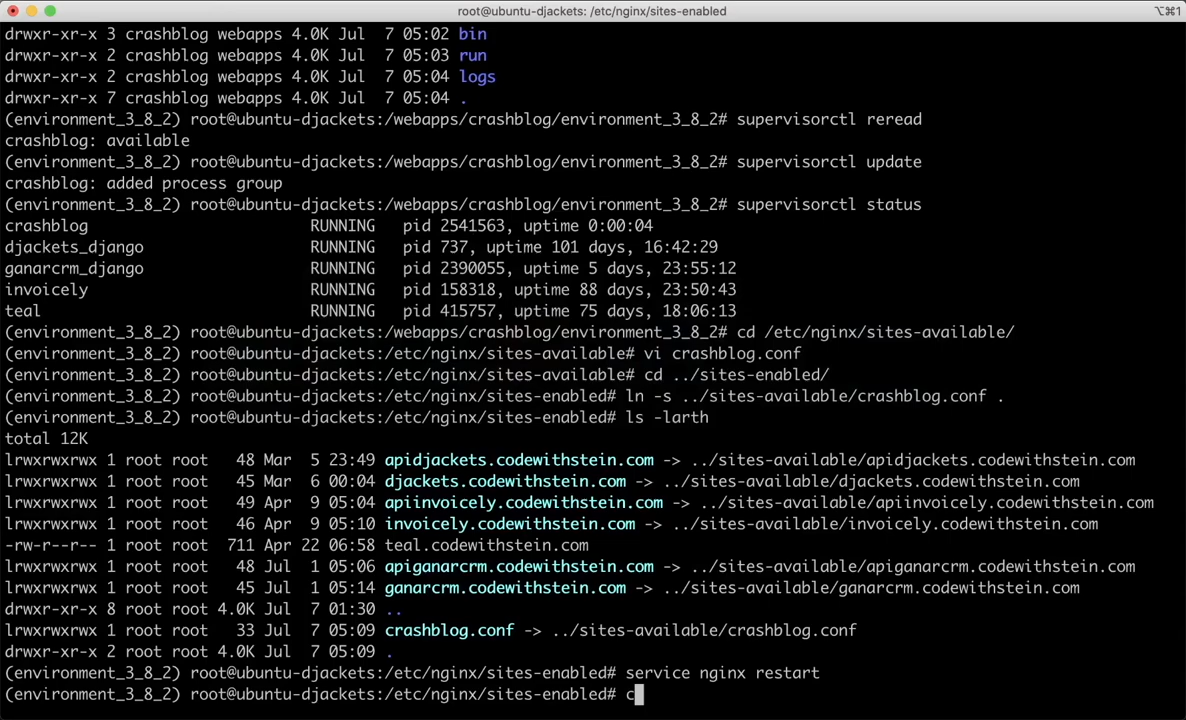 root@ubuntu-djackets: /etc/nginx/sites-enabled
⌥⌘1
drwxr-xr-x 3 crashblog webapps 4.0K Jul  7 05:02 bin
drwxr-xr-x 2 crashblog webapps 4.0K Jul  7 05:03 run
drwxr-xr-x 2 crashblog webapps 4.0K Jul  7 05:04 logs
drwxr-xr-x 7 crashblog webapps 4.0K Jul  7 05:04 .
(environment_3_8_2) root@ubuntu-djackets:/webapps/crashblog/environment_3_8_2# supervisorctl reread
crashblog: available
(environment_3_8_2) root@ubuntu-djackets:/webapps/crashblog/environment_3_8_2# supervisorctl update
crashblog: added process group
(environment_3_8_2) root@ubuntu-djackets:/webapps/crashblog/environment_3_8_2# supervisorctl status
crashblog                        RUNNING   pid 2541563, uptime 0:00:04
djackets_django                  RUNNING   pid 737, uptime 101 days, 16:42:29
ganarcrm_django                  RUNNING   pid 2390055, uptime 5 days, 23:55:12
invoicely                        RUNNING   pid 158318, uptime 88 days, 23:50:43
teal                             RUNNING   pid 415757, uptime 75 days, 18:06:13
(environment_3_8_2) root@ubuntu-djackets:/webapps/crashblog/environment_3_8_2# cd /etc/nginx/sites-available/
(environment_3_8_2) root@ubuntu-djackets:/etc/nginx/sites-available# vi crashblog.conf
(environment_3_8_2) root@ubuntu-djackets:/etc/nginx/sites-available# cd ../sites-enabled/
(environment_3_8_2) root@ubuntu-djackets:/etc/nginx/sites-enabled# ln -s ../sites-available/crashblog.conf .
(environment_3_8_2) root@ubuntu-djackets:/etc/nginx/sites-enabled# ls -larth
total 12K
lrwxrwxrwx 1 root root   48 Mar  5 23:49 apidjackets.codewithstein.com -> ../sites-available/apidjackets.codewithstein.com
lrwxrwxrwx 1 root root   45 Mar  6 00:04 djackets.codewithstein.com -> ../sites-available/djackets.codewithstein.com
lrwxrwxrwx 1 root root   49 Apr  9 05:04 apiinvoicely.codewithstein.com -> ../sites-available/apiinvoicely.codewithstein.com
lrwxrwxrwx 1 root root   46 Apr  9 05:10 invoicely.codewithstein.com -> ../sites-available/invoicely.codewithstein.com
-rw-r--r-- 1 root root  711 Apr 22 06:58 teal.codewithstein.com
lrwxrwxrwx 1 root root   48 Jul  1 05:06 apiganarcrm.codewithstein.com -> ../sites-available/apiganarcrm.codewithstein.com
lrwxrwxrwx 1 root root   45 Jul  1 05:14 ganarcrm.codewithstein.com -> ../sites-available/ganarcrm.codewithstein.com
drwxr-xr-x 8 root root 4.0K Jul  7 01:30 ..
lrwxrwxrwx 1 root root   33 Jul  7 05:09 crashblog.conf -> ../sites-available/crashblog.conf
drwxr-xr-x 2 root root 4.0K Jul  7 05:09 .
(environment_3_8_2) root@ubuntu-djackets:/etc/nginx/sites-enabled# service nginx restart
(environment_3_8_2) root@ubuntu-djackets:/etc/nginx/sites-enabled# c